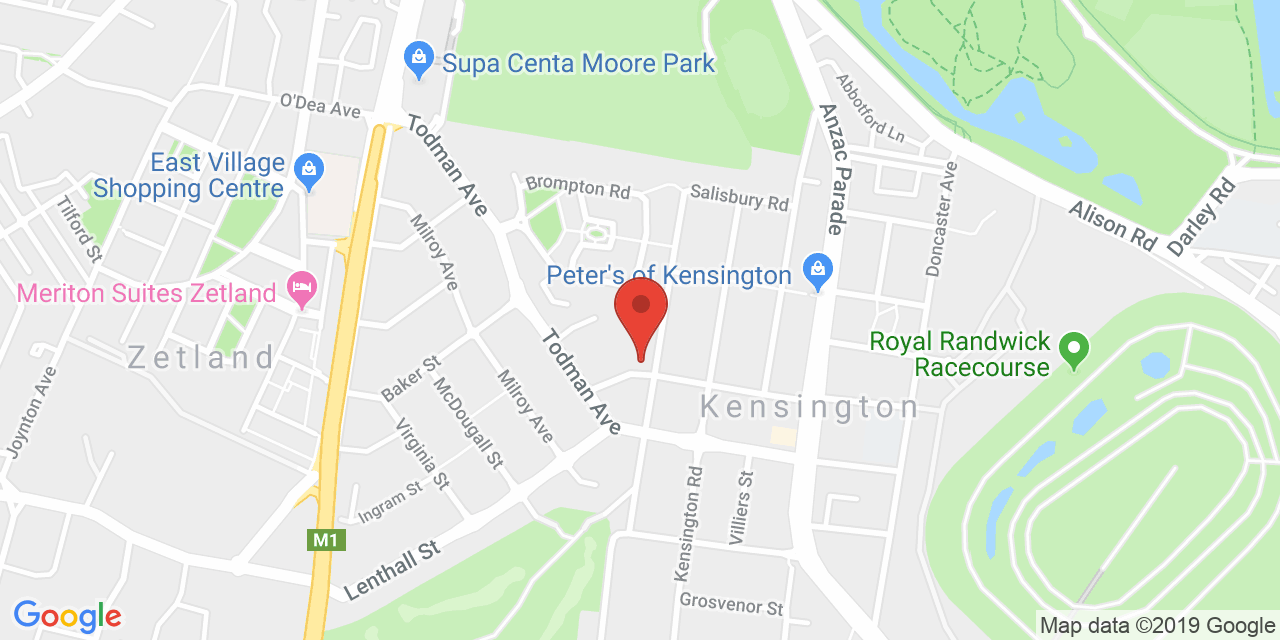 Supa Centa Moore Park
O'Dea Ave
Todman Ave
Abbotford Ln
Anzac Parade
East Village
Shopping Centre
Brompton Rd
Salisbury Rd
Doncaster Ave
Alison Rd
Darley Rd
Tilford St
Milroy Ave
Peter's of Kensington
Meriton Suites Zetland
Zetland
Todman Ave
Royal Randwick
Racecourse
Baker St
McDougall St
Milroy Ave
Kensington
Joynton Ave
Virginia St
Ingram St
Kensington Rd
Villiers St
M1
Lenthall St
Grosvenor St
Google
Map data ©2019 Google